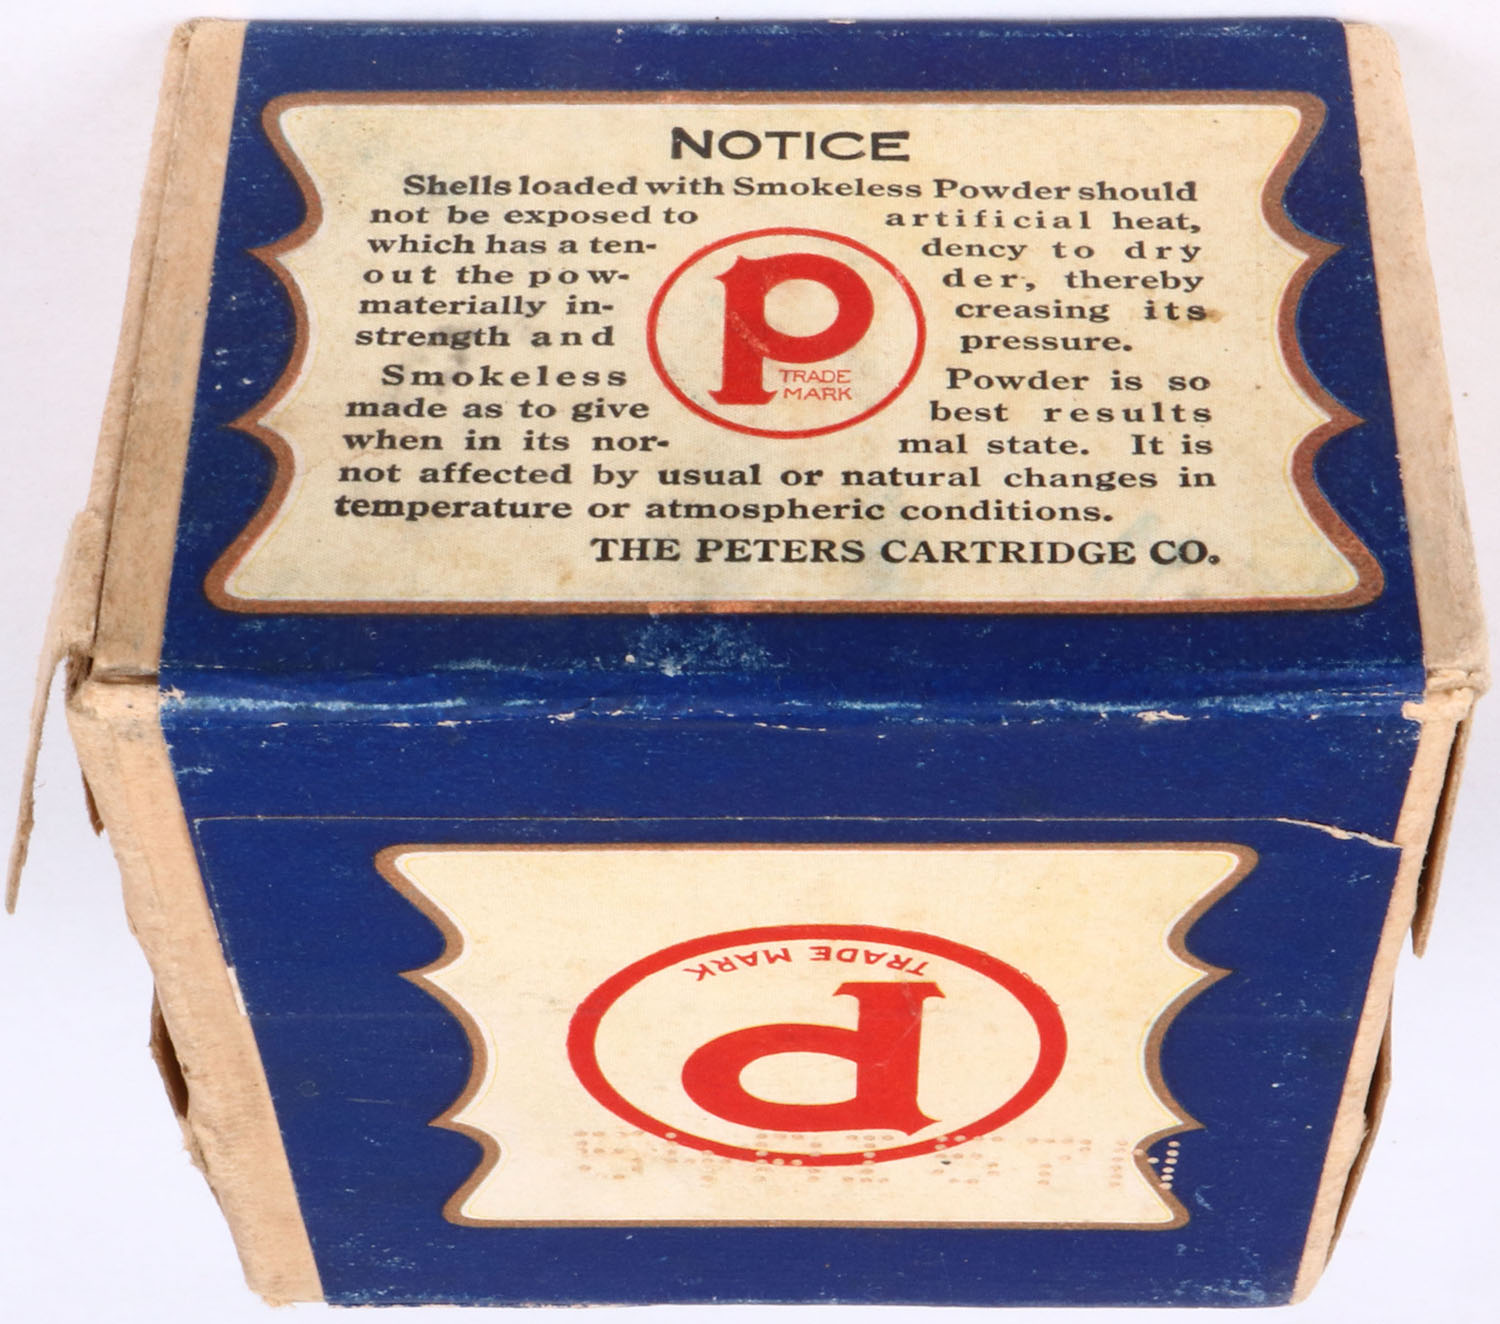 NOTICE
Shells loaded with Smokeless Powder should
not be exposed to artificial heat,
which has a ten- dency to dry
out the pow- der, thereby
materially in- creasing its
strength and pressure.
Smokeless Powder is so
made as to give best results
when in its nor- mal state. It is
not affected by usual or natural changes in
temperature or atmospheric conditions.
THE PETERS CARTRIDGE CO.
P
TRADE
MARK
P
TRADE MARK